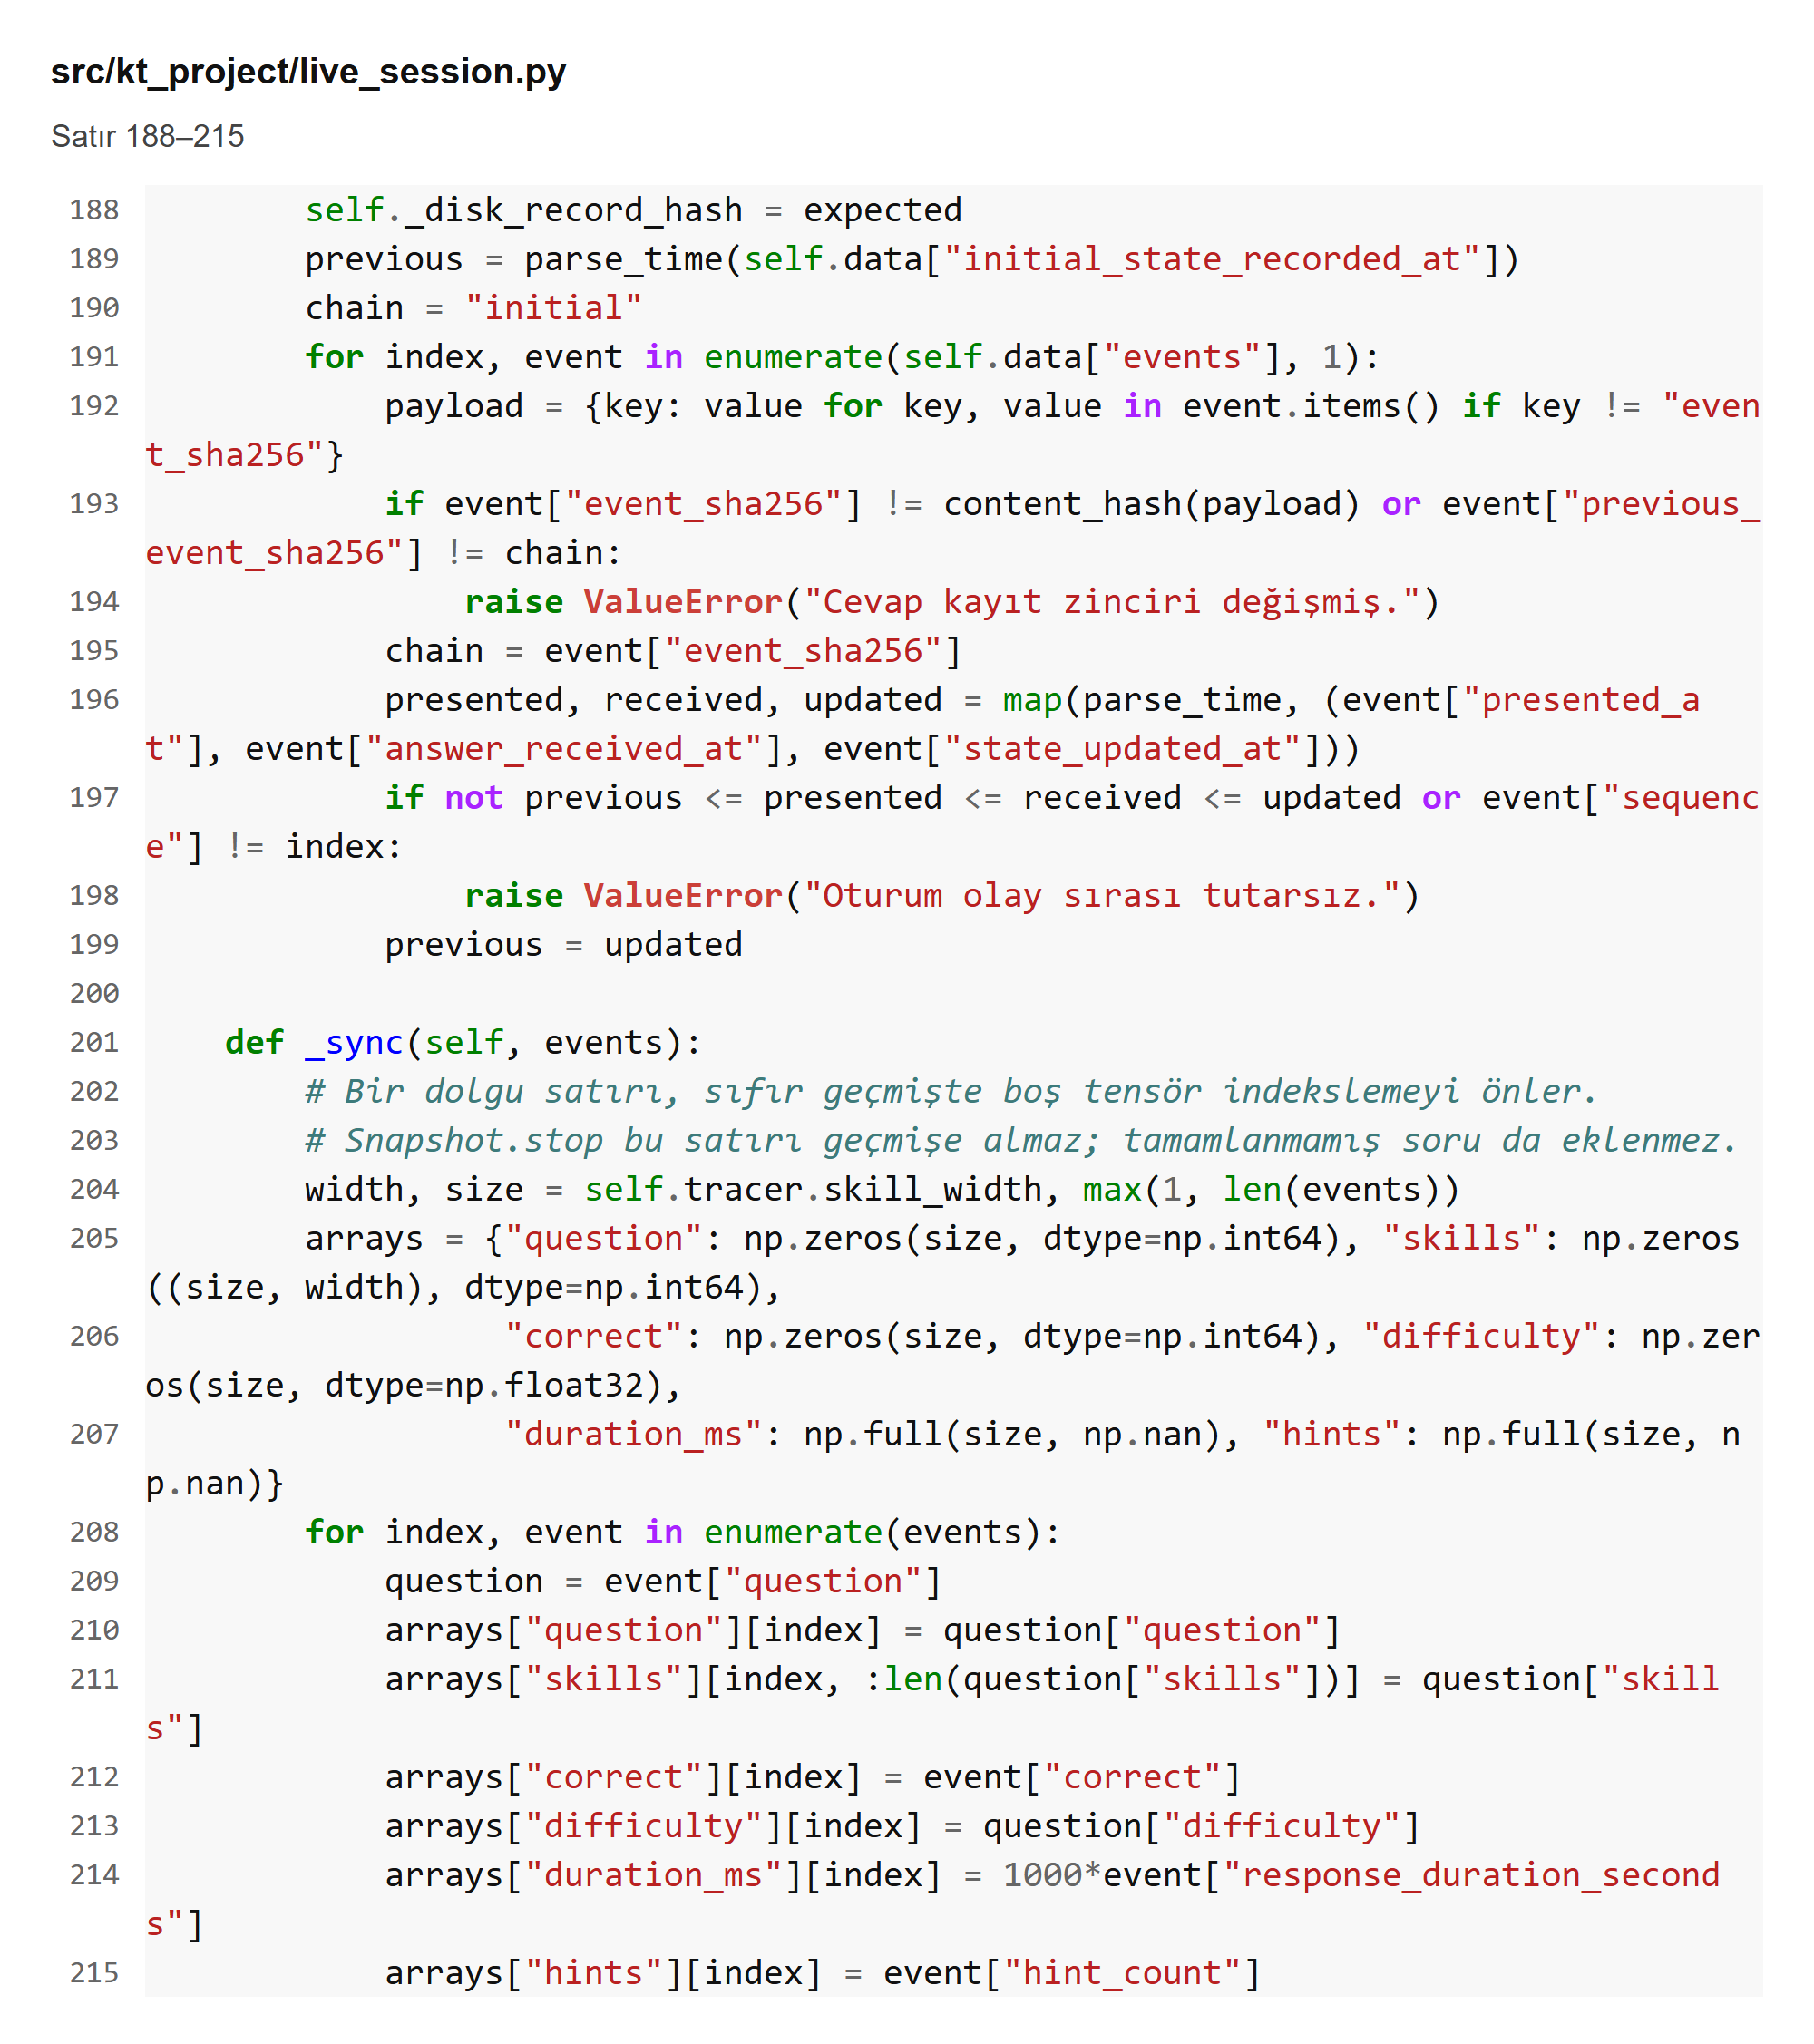 src/kt_project/live_session.py
Satır 188–215
188         self._disk_record_hash = expected
189         previous = parse_time(self.data["initial_state_recorded_at"])
190         chain = "initial"
191         for index, event in enumerate(self.data["events"], 1):
192             payload = {key: value for key, value in event.items() if key != "even
t_sha256"}
193             if event["event_sha256"] != content_hash(payload) or event["previous_
event_sha256"] != chain:
194                 raise ValueError("Cevap kayıt zinciri değişmiş.")
195             chain = event["event_sha256"]
196             presented, received, updated = map(parse_time, (event["presented_a
t"], event["answer_received_at"], event["state_updated_at"]))
197             if not previous <= presented <= received <= updated or event["sequenc
e"] != index:
198                 raise ValueError("Oturum olay sırası tutarsız.")
199             previous = updated
200
201     def _sync(self, events):
202         # Bir dolgu satırı, sıfır geçmişte boş tensör indekslemeyi önler.
203         # Snapshot.stop bu satırı geçmişe almaz; tamamlanmamış soru da eklenmez.
204         width, size = self.tracer.skill_width, max(1, len(events))
205         arrays = {"question": np.zeros(size, dtype=np.int64), "skills": np.zeros
((size, width), dtype=np.int64),
206                   "correct": np.zeros(size, dtype=np.int64), "difficulty": np.zer
os(size, dtype=np.float32),
207                   "duration_ms": np.full(size, np.nan), "hints": np.full(size, n
p.nan)}
208         for index, event in enumerate(events):
209             question = event["question"]
210             arrays["question"][index] = question["question"]
211             arrays["skills"][index, :len(question["skills"])] = question["skill
s"]
212             arrays["correct"][index] = event["correct"]
213             arrays["difficulty"][index] = question["difficulty"]
214             arrays["duration_ms"][index] = 1000*event["response_duration_second
s"]
215             arrays["hints"][index] = event["hint_count"]